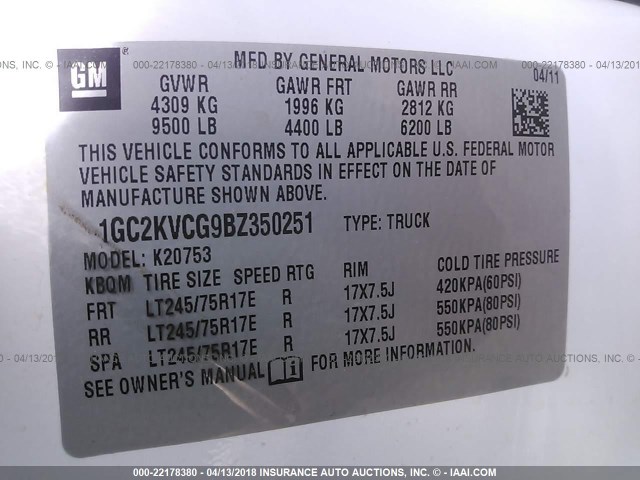 GM ®
MFD BY GENERAL MOTORS LLC
04/11
GVWR GAWR FRT GAWR RR
4309 KG 1996 KG 2812 KG
9500 LB 4400 LB 6200 LB
THIS VEHICLE CONFORMS TO ALL APPLICABLE U.S. FEDERAL MOTOR
VEHICLE SAFETY STANDARDS IN EFFECT ON THE DATE OF
MANUFACTURE SHOWN ABOVE.
1GC2KVCG9BZ350251 TYPE: TRUCK
MODEL: K20753
KBQM TIRE SIZE SPEED RTG RIM COLD TIRE PRESSURE
FRT LT245/75R17E R 17X7.5J 420KPA(60PSI)
RR LT245/75R17E R 17X7.5J 550KPA(80PSI)
SPA LT245/75R17E R 17X7.5J 550KPA(80PSI)
SEE OWNER'S MANUAL FOR MORE INFORMATION.
000-22178380 - 04/13/2018 INSURANCE AUTO AUCTIONS, INC. - © IAAI.COM